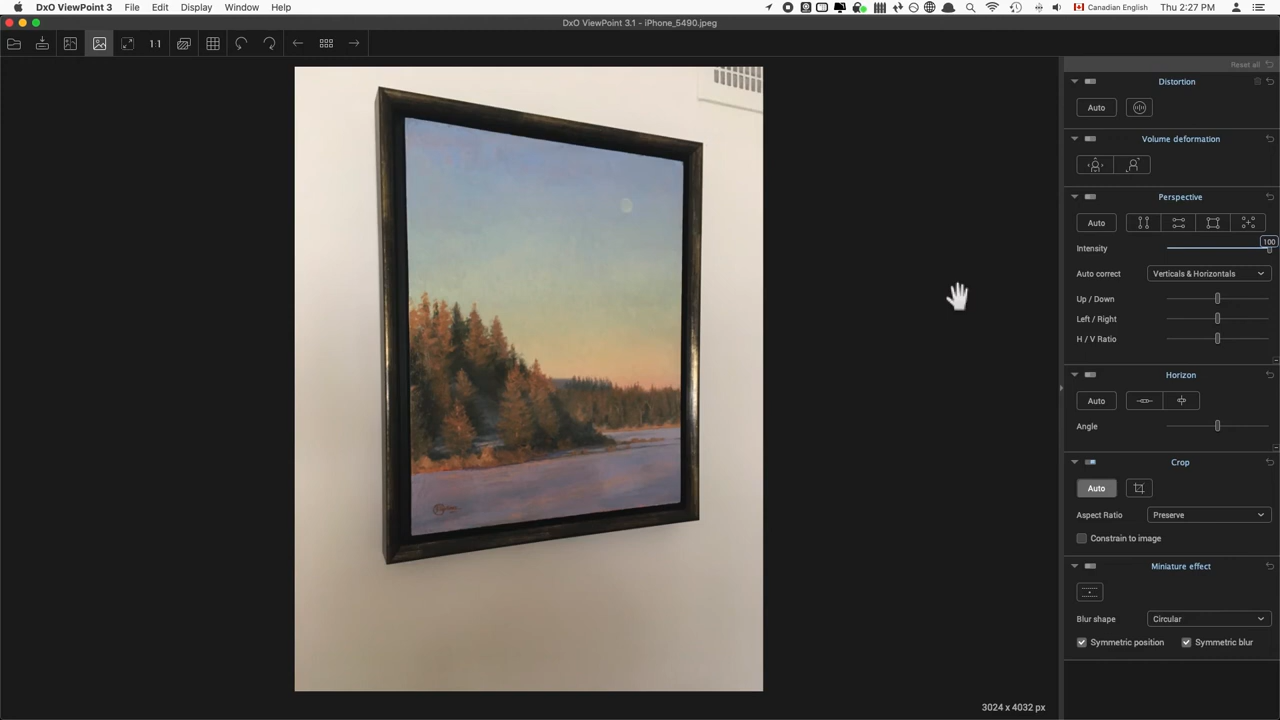 DxO ViewPoint 3 File Edit Display Window Help
Canadian English Thu 2:27 PM
DxO ViewPoint 3.1 - iPhone_5490.jpeg
1:1
Reset all
Distortion
Auto
Volume deformation
Perspective
Auto
Intensity 100
Auto correct Verticals & Horizontals
Up / Down
Left / Right
H / V Ratio
Horizon
Auto
Angle
Crop
Auto
Aspect Ratio Preserve
Constrain to image
Miniature effect
Blur shape Circular
Symmetric position Symmetric blur
3024 x 4032 px